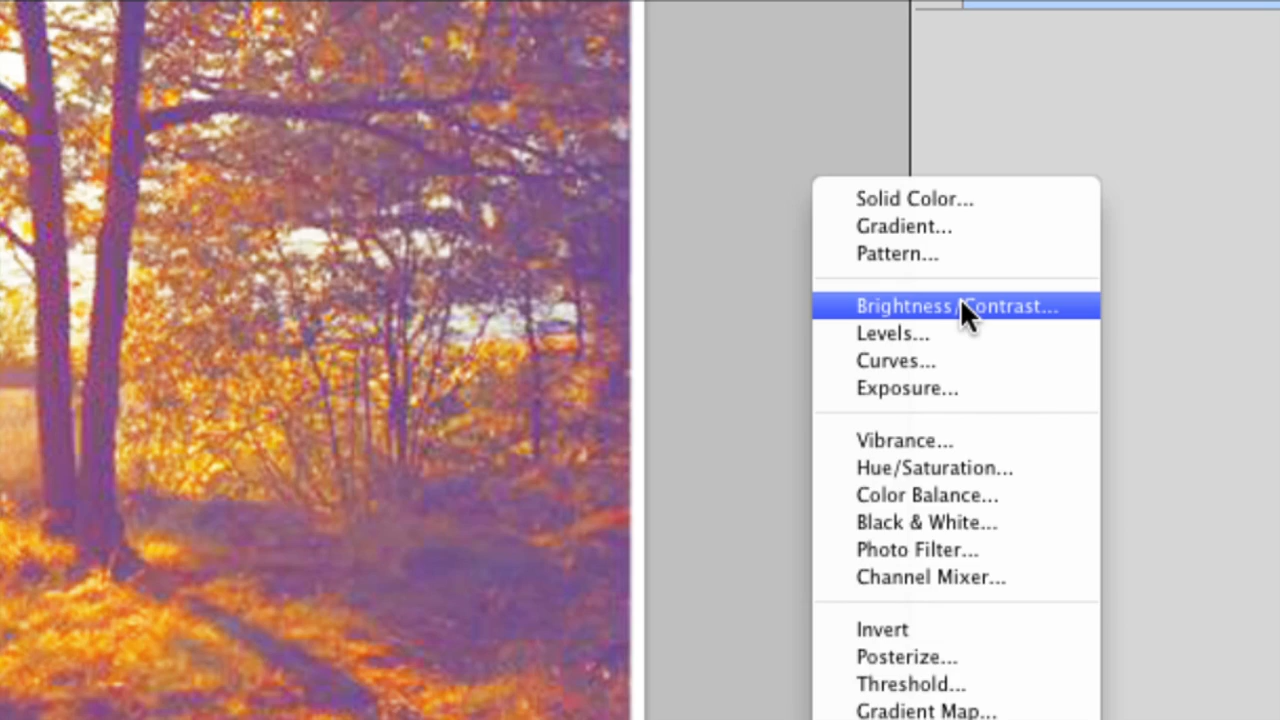 Solid Color...
Gradient...
Pattern...
Brightness/Contrast...
Levels...
Curves...
Exposure...
Vibrance...
Hue/Saturation...
Color Balance...
Black & White...
Photo Filter...
Channel Mixer...
Invert
Posterize...
Threshold...
Gradient Map...